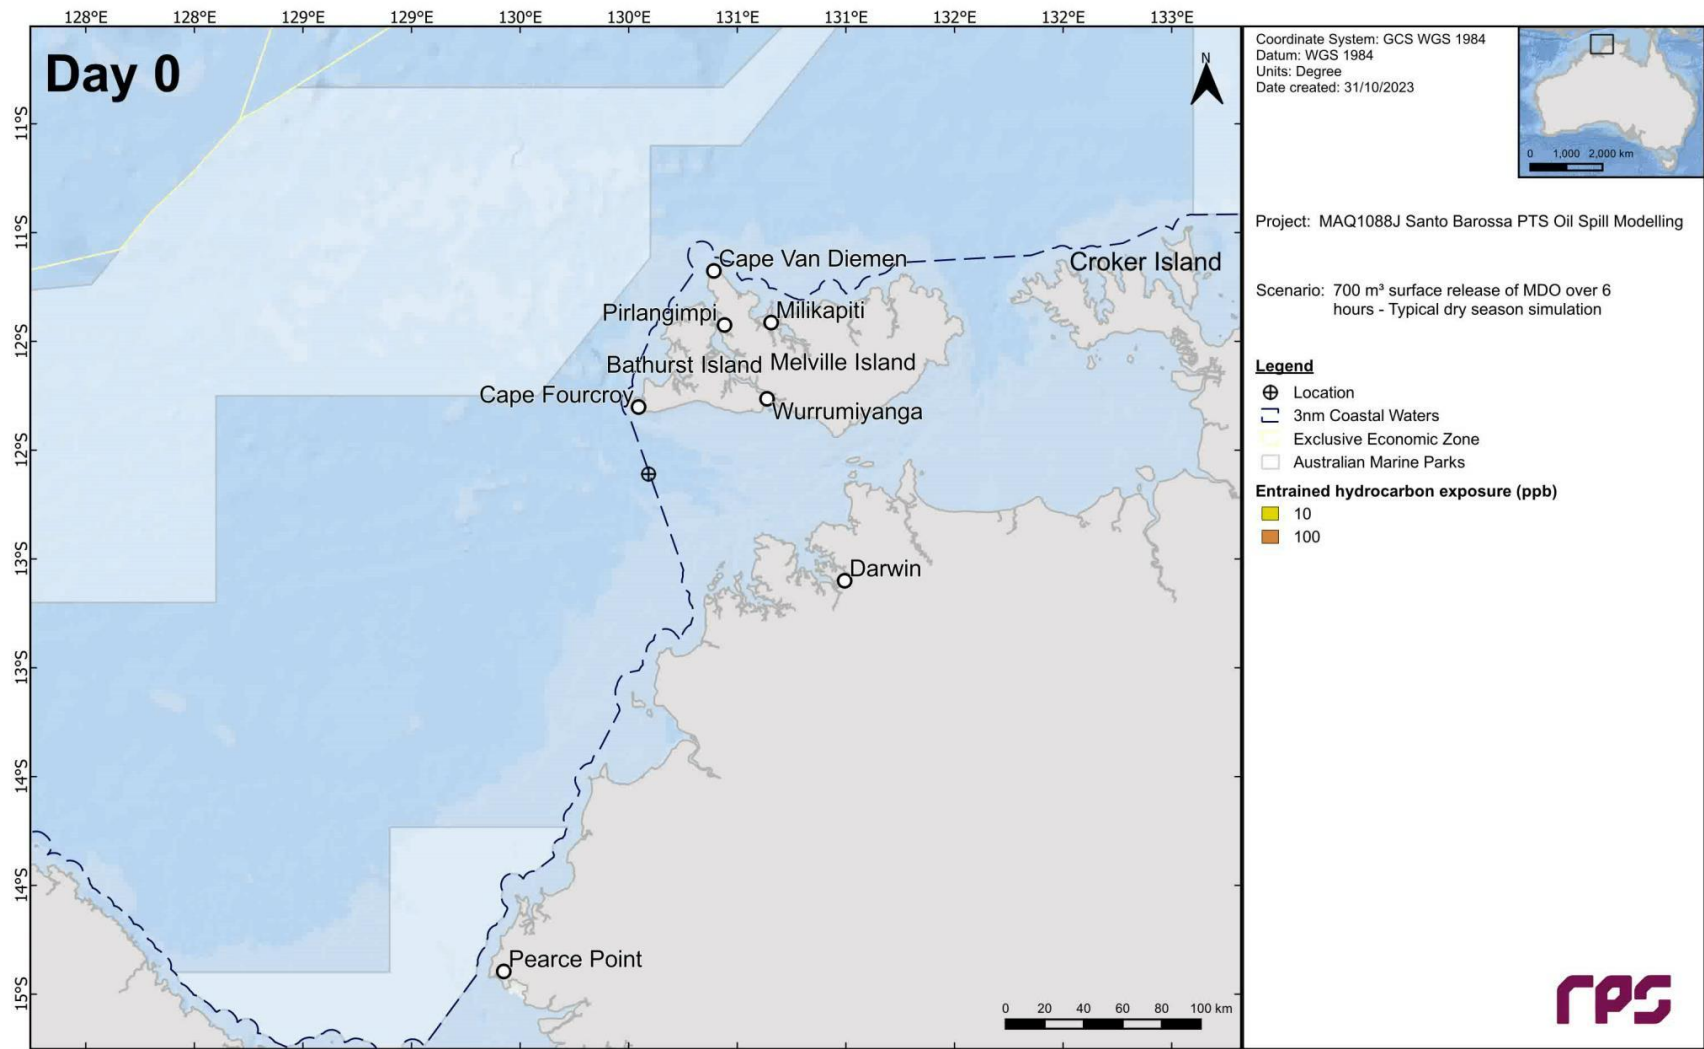 128°E 128°E 129°E 129°E 130°E 130°E 131°E 131°E 132°E 132°E 133°E
Day 0
N
11°S
11°S
12°S
12°S
13°S
13°S
14°S
14°S
15°S
Cape Van Diemen
Croker Island
Pirlangimpi
Milikapiti
Bathurst Island
Melville Island
Cape Fourcroy
Wurrumiyanga
Darwin
Pearce Point
0 20 40 60 80 100 km
Coordinate System: GCS WGS 1984
Datum: WGS 1984
Units: Degree
Date created: 31/10/2023
0 1,000 2,000 km
Project: MAQ1088J Santo Barossa PTS Oil Spill Modelling
Scenario: 700 m³ surface release of MDO over 6
hours - Typical dry season simulation
Legend
Location
3nm Coastal Waters
Exclusive Economic Zone
Australian Marine Parks
Entrained hydrocarbon exposure (ppb)
10
100
rps